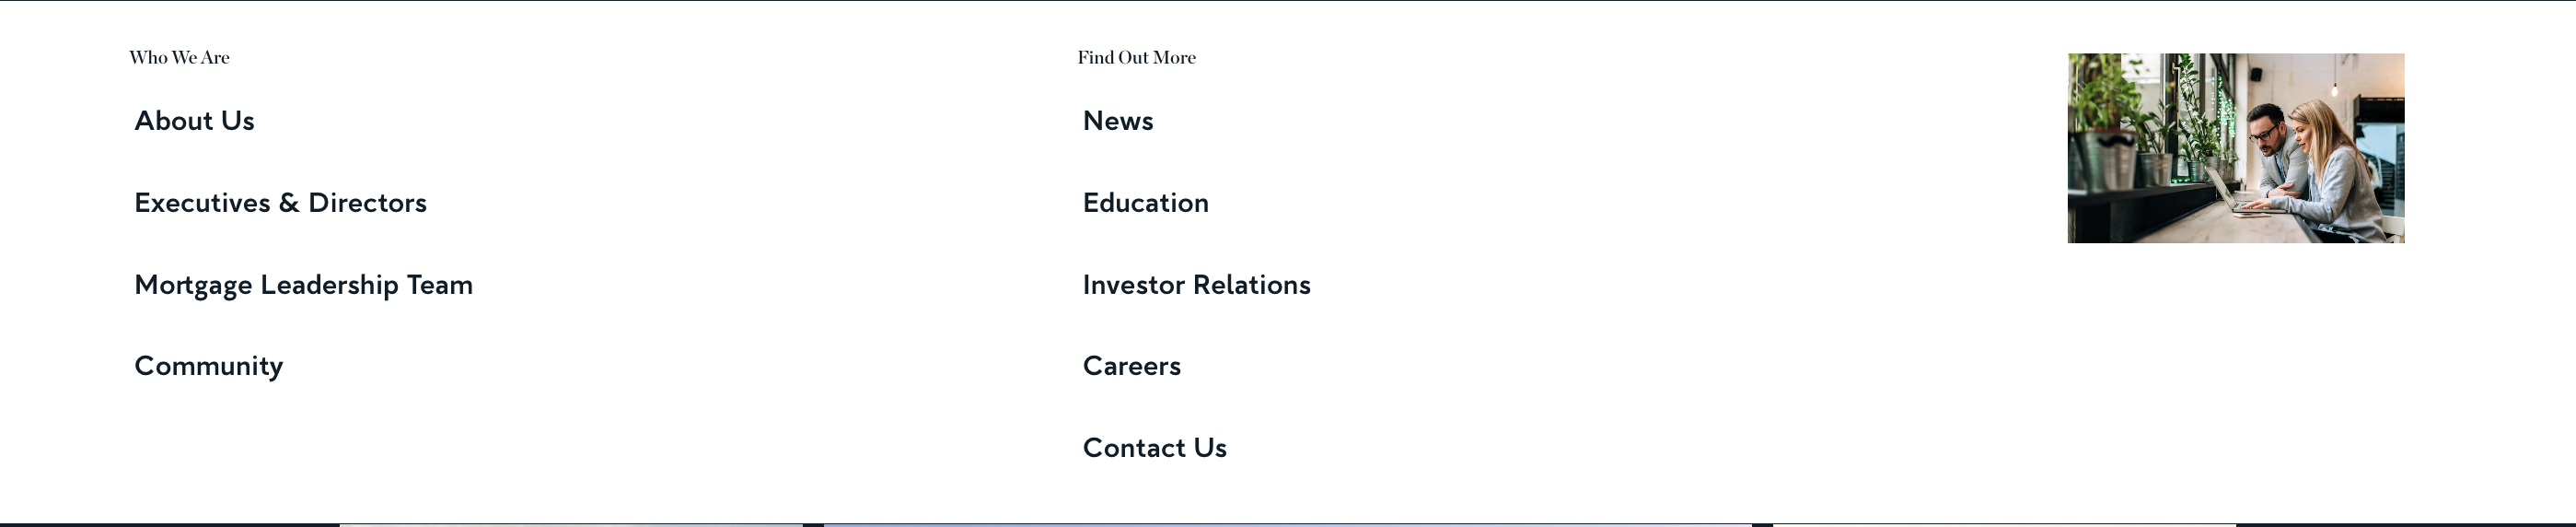 Who We Are
About Us
Executives & Directors
Mortgage Leadership Team
Community
Find Out More
News
Education
Investor Relations
Careers
Contact Us